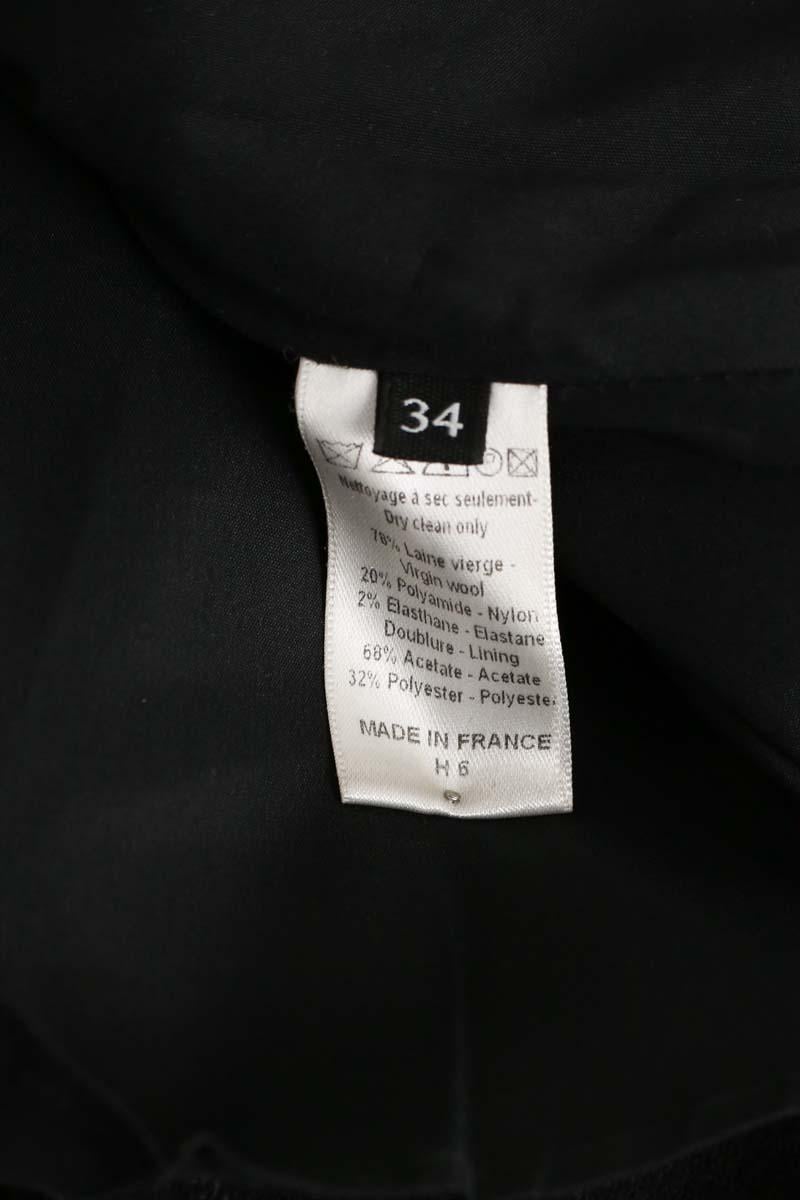 34
Nettoyage à sec seulement-
Dry clean only
78% Laine vierge -
Virgin wool
20% Polyamide - Nylon
2% Elasthane - Elastane
Doublure - Lining
68% Acetate - Acetate
32% Polyester - Polyeste
MADE IN FRANCE
H 6